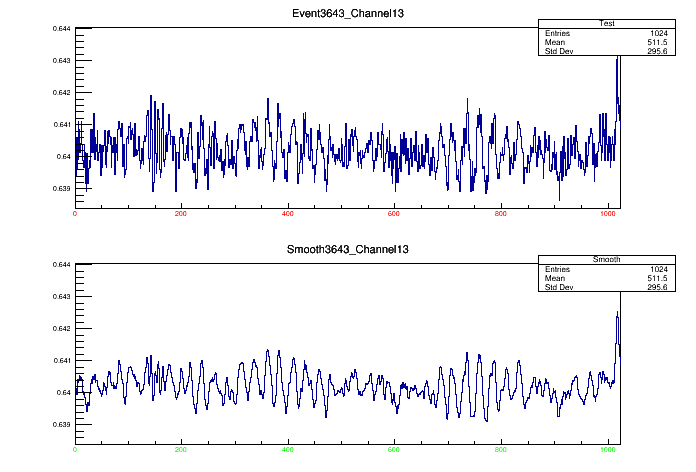 Event3643_Channel13
Test
Entries 1024
Mean 511.5
Std Dev 295.6
0.644
0.643
0.642
0.641
0.64
0.639
0 200 400 600 800 1000
Smooth3643_Channel13
Smooth
Entries 1024
Mean 511.5
Std Dev 295.6
0.644
0.643
0.642
0.641
0.64
0.639
0 200 400 600 800 1000